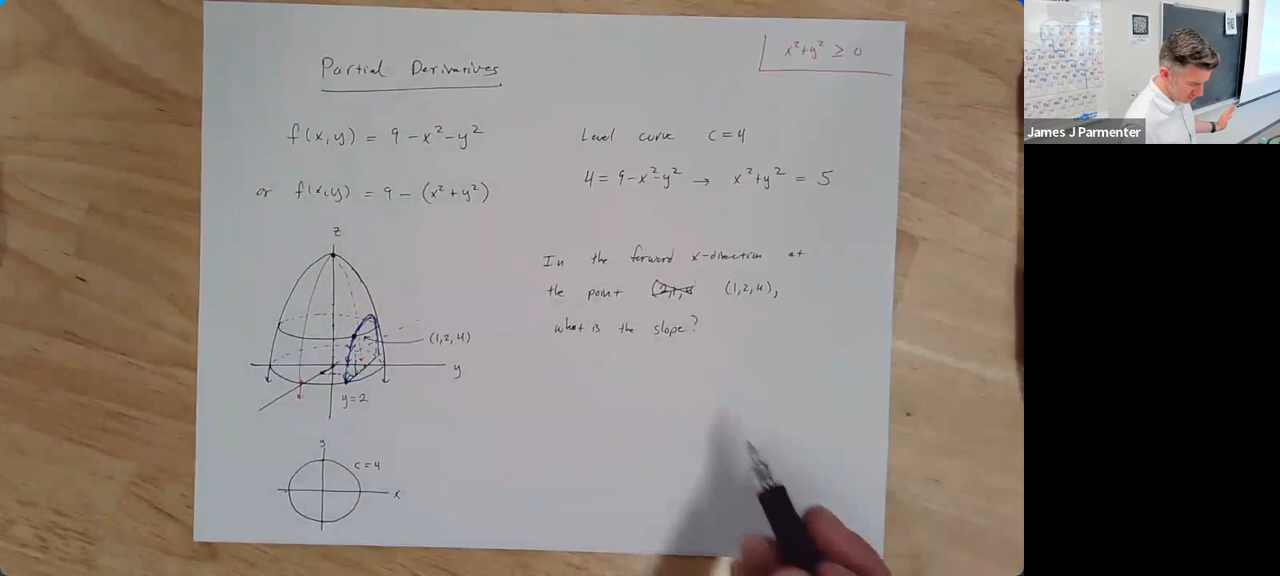 Partial Derivatives
x²+y² ≥ 0
f(x,y) = 9-x²-y²
or f(x,y) = 9-(x²+y²)
z
(1,2,4)
y
y=2
y
c=4
x
Level curve c=4
4=9-x²-y² → x²+y² = 5
In the forward x-direction at
the point (1,2,4),
what is the slope?
James J Parmenter